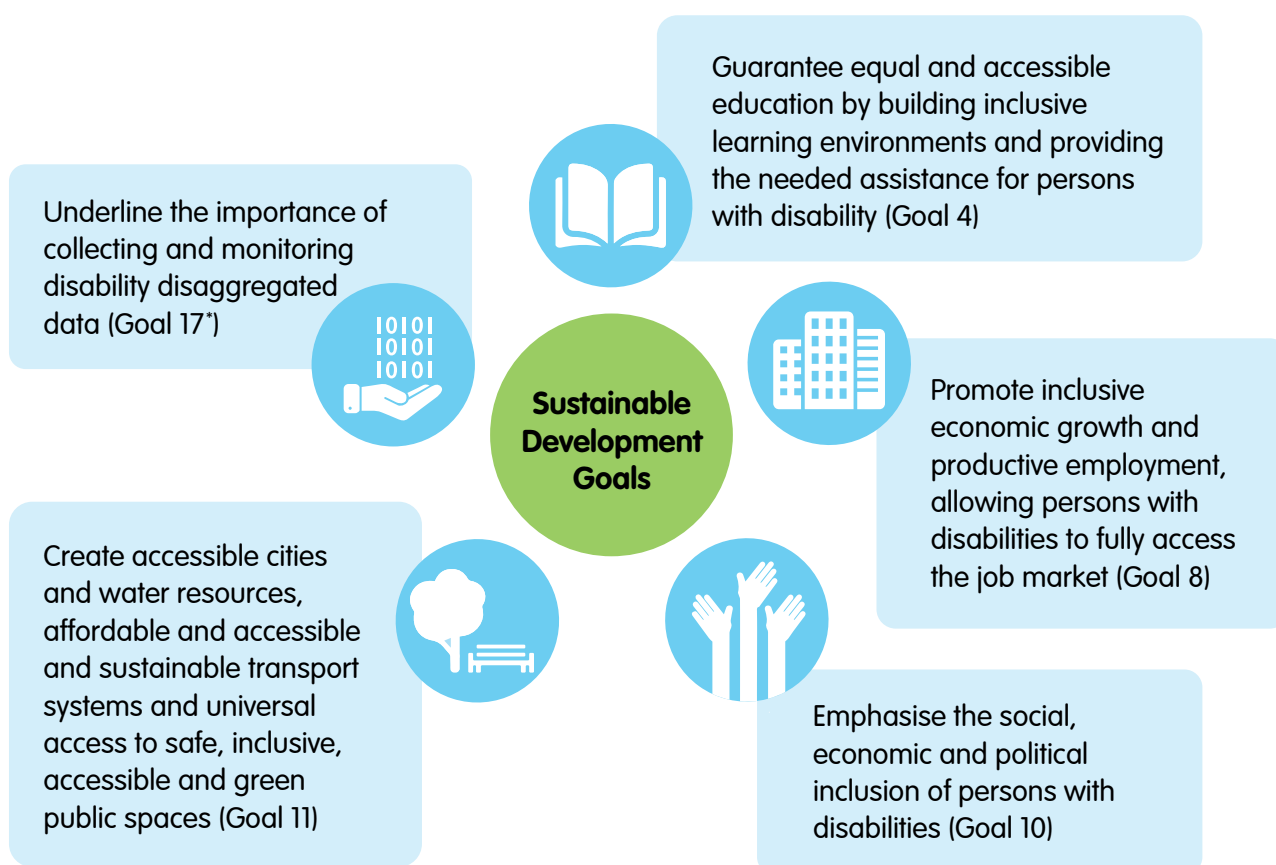 Guarantee equal and accessible
education by building inclusive
learning environments and providing
the needed assistance for persons
with disability (Goal 4)
Underline the importance of
collecting and monitoring
disability disaggregated
data (Goal 17*)
10101
10101
10101
Sustainable
Development
Goals
Promote inclusive
economic growth and
productive employment,
allowing persons with
disabilities to fully access
the job market (Goal 8)
Create accessible cities
and water resources,
affordable and accessible
and sustainable transport
systems and universal
access to safe, inclusive,
accessible and green
public spaces (Goal 11)
Emphasise the social,
economic and political
inclusion of persons with
disabilities (Goal 10)